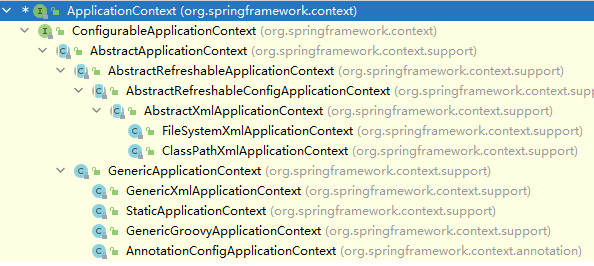 * ApplicationContext (org.springframework.context)
ConfigurableApplicationContext (org.springframework.context)
AbstractApplicationContext (org.springframework.context.support)
AbstractRefreshableApplicationContext (org.springframework.context.support)
AbstractRefreshableConfigApplicationContext (org.springframework.context.support)
AbstractXmlApplicationContext (org.springframework.context.support)
FileSystemXmlApplicationContext (org.springframework.context.support)
ClassPathXmlApplicationContext (org.springframework.context.support)
GenericApplicationContext (org.springframework.context.support)
GenericXmlApplicationContext (org.springframework.context.support)
StaticApplicationContext (org.springframework.context.support)
GenericGroovyApplicationContext (org.springframework.context.support)
AnnotationConfigApplicationContext (org.springframework.context.annotation)